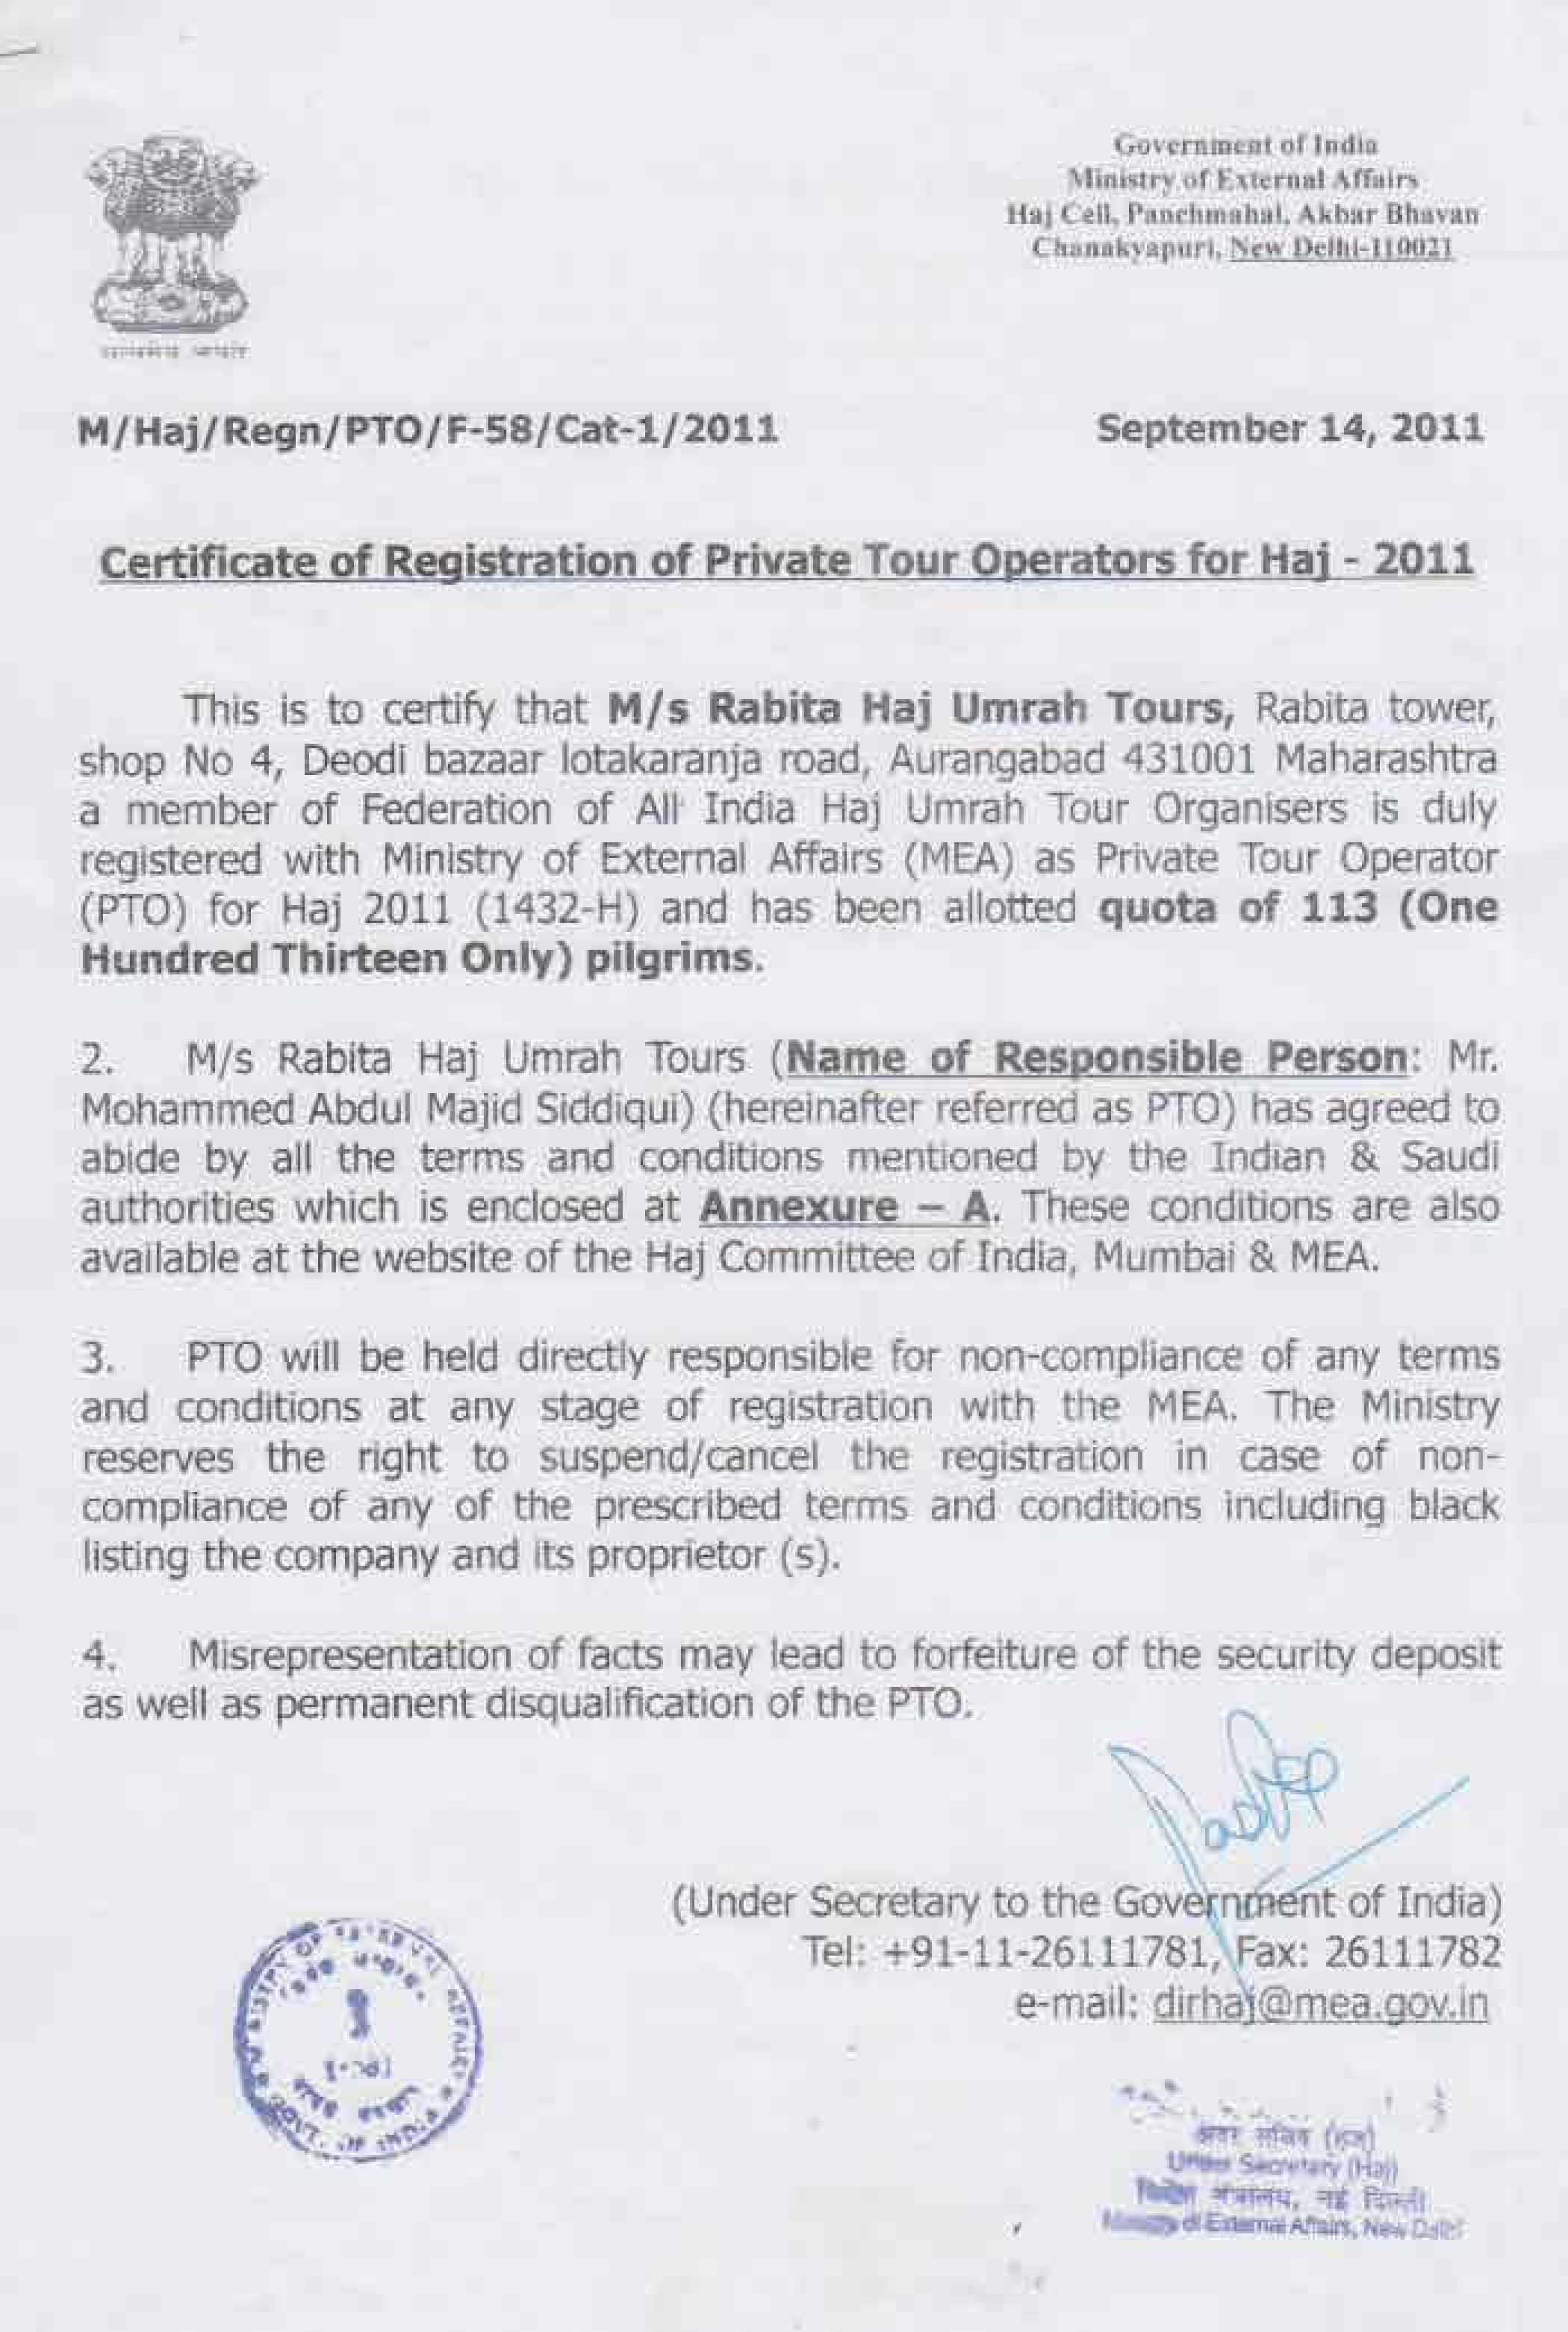 Government of India
Ministry of External Affairs
Haj Cell, Panchmahal, Akbar Bhavan
Chanakyapuri, New Delhi-110021
M/Haj/Regn/PTO/F-58/Cat-1/2011 September 14, 2011
Certificate of Registration of Private Tour Operators for Haj - 2011
This is to certify that M/s Rabita Haj Umrah Tours, Rabita tower,
shop No 4, Deodi bazaar lotakaranja road, Aurangabad 431001 Maharashtra
a member of Federation of All India Haj Umrah Tour Organisers is duly
registered with Ministry of External Affairs (MEA) as Private Tour Operator
(PTO) for Haj 2011 (1432-H) and has been allotted quota of 113 (One
Hundred Thirteen Only) pilgrims.
2. M/s Rabita Haj Umrah Tours (Name of Responsible Person: Mr.
Mohammed Abdul Majid Siddiqui) (hereinafter referred as PTO) has agreed to
abide by all the terms and conditions mentioned by the Indian & Saudi
authorities which is enclosed at Annexure – A. These conditions are also
available at the website of the Haj Committee of India, Mumbai & MEA.
3. PTO will be held directly responsible for non-compliance of any terms
and conditions at any stage of registration with the MEA. The Ministry
reserves the right to suspend/cancel the registration in case of non-
compliance of any of the prescribed terms and conditions including black
listing the company and its proprietor (s).
4. Misrepresentation of facts may lead to forfeiture of the security deposit
as well as permanent disqualification of the PTO.
(Under Secretary to the Government of India)
Tel: +91-11-26111781, Fax: 26111782
e-mail: dirhaj@mea.gov.in
GOVT. OF INDIA
अवर सचिव (हज)
Under Secretary (Haj)
विदेश मंत्रालय, नई दिल्ली
Ministry of External Affairs, New Delhi